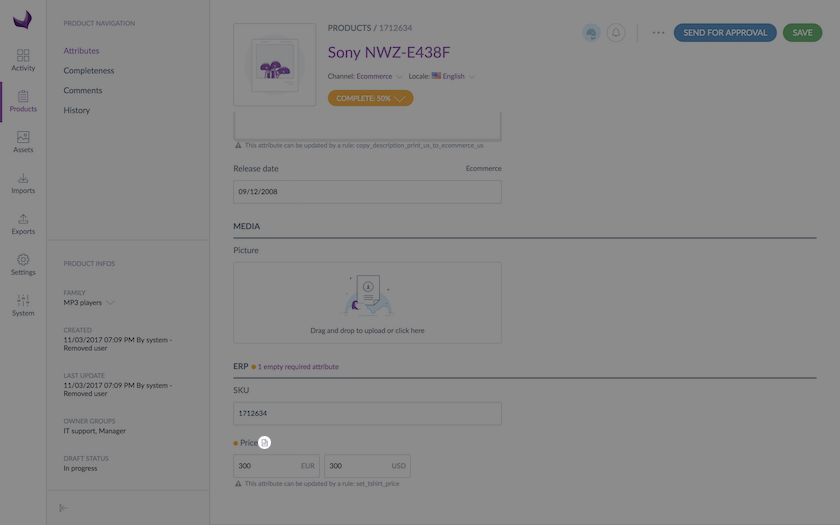 Activity
Products
Assets
Imports
Exports
Settings
System
PRODUCT NAVIGATION
Attributes
Completeness
Comments
History
PRODUCT INFOS
FAMILY
MP3 players
CREATED
11/03/2017 07:09 PM By system -
Removed user
LAST UPDATE
11/03/2017 07:09 PM By system -
Removed user
OWNER GROUPS
IT support, Manager
DRAFT STATUS
In progress
PRODUCTS / 1712634
Sony NWZ-E438F
Channel: Ecommerce Locale: English
COMPLETE: 50%
SEND FOR APPROVAL SAVE
This attribute can be updated by a rule: copy_description_print_us_to_ecommerce_us
Release date Ecommerce
09/12/2008
MEDIA
Picture
Drag and drop to upload or click here
ERP 1 empty required attribute
SKU
1712634
Price
300 EUR 300 USD
This attribute can be updated by a rule: set_tshirt_price